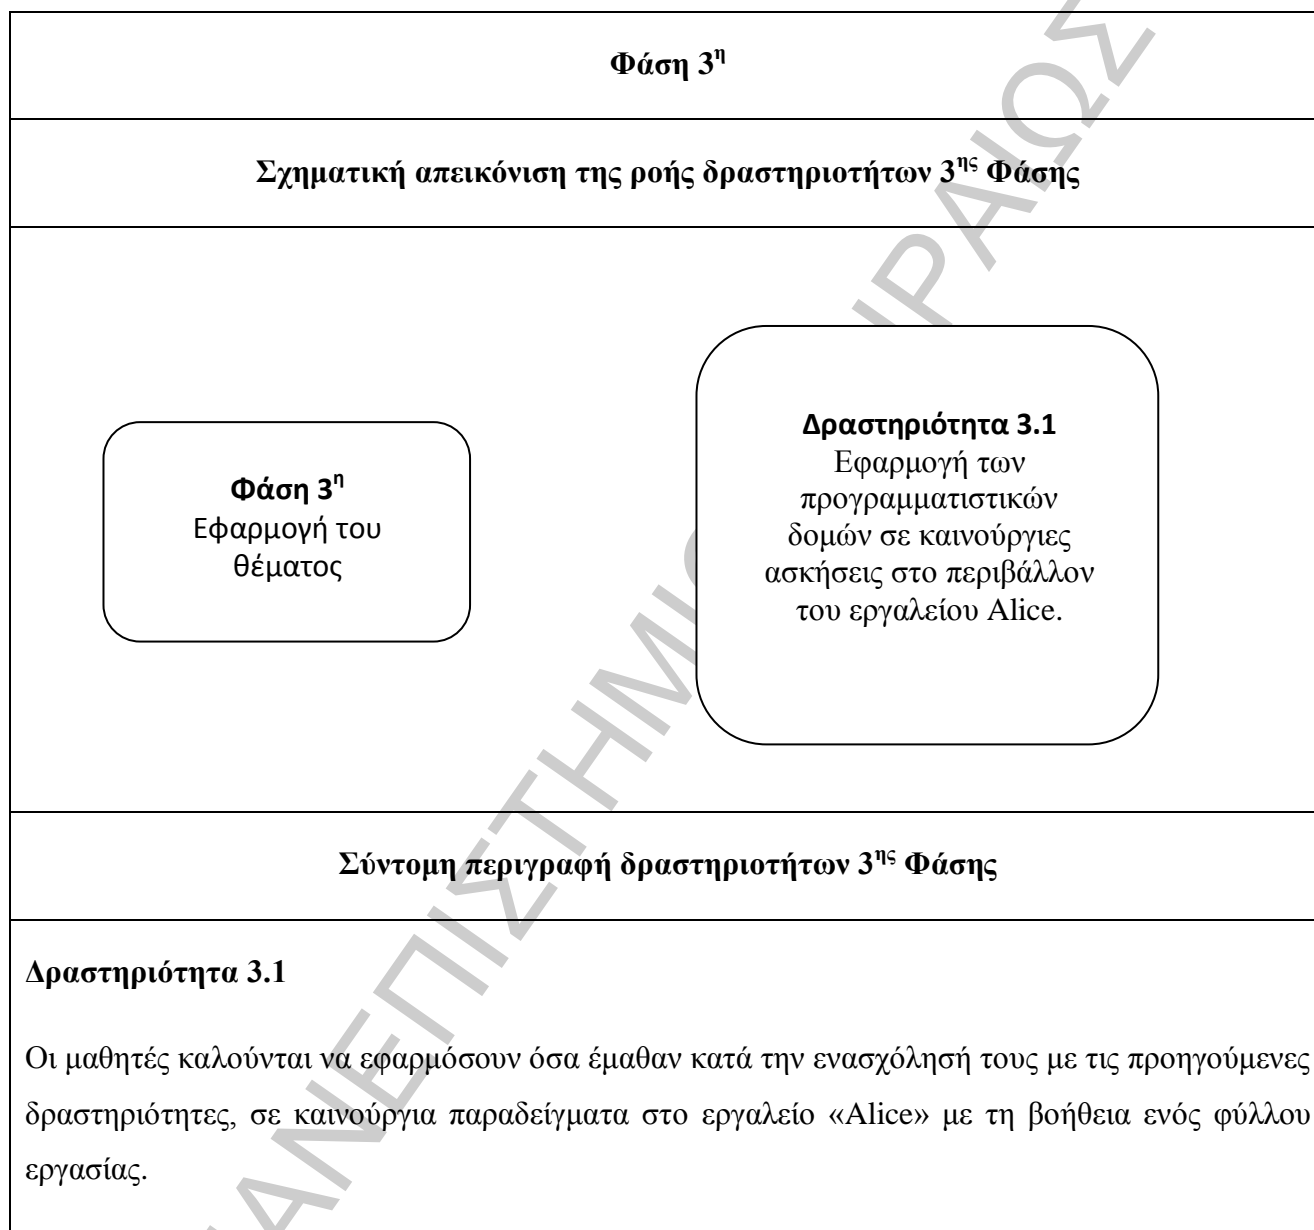 Φάση 3η
Σχηματική απεικόνιση της ροής δραστηριοτήτων 3ης Φάσης
Φάση 3η
Εφαρμογή του
θέματος
Δραστηριότητα 3.1
Εφαρμογή των
προγραμματιστικών
δομών σε καινούργιες
ασκήσεις στο περιβάλλον
του εργαλείου Alice.
Σύντομη περιγραφή δραστηριοτήτων 3ης Φάσης
Δραστηριότητα 3.1
Οι μαθητές καλούνται να εφαρμόσουν όσα έμαθαν κατά την ενασχόλησή τους με τις προηγούμενες
δραστηριότητες, σε καινούργια παραδείγματα στο εργαλείο «Alice» με τη βοήθεια ενός φύλλου
εργασίας.